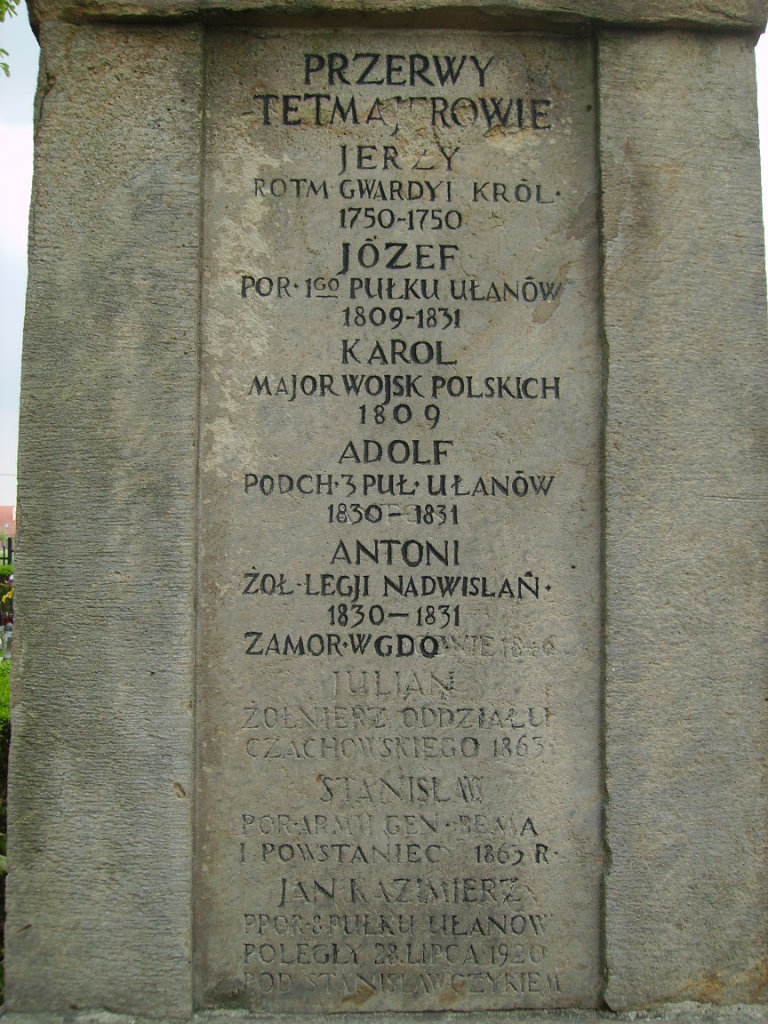 PRZERWY
TETMAJEROWIE
JERZY
ROTM·GWARDYI KRÓL·
1750-1750
JÓZEF
POR·1GO PUŁKU UŁANÓW
1809-1831
KAROL
MAJOR WOJSK POLSKICH
1809
ADOLF
PODCH·3 PUŁ·UŁANÓW
1830-1831
ANTONI
ŻOŁ·LEGJI NADWISLAŃ·
1830-1831
ZAMOR·W GDOWIE 1846
JULIAN
ŻOŁNIERZ ODDZIAŁU
CZACHOWSKIEGO 1863·
STANISŁAW
POR·ARMII GEN·BEMA
I POWSTANIEC 1863 R·
JAN KAZIMIERZ
PPOR·8 PUŁKU UŁANÓW
POLEGŁY 28 LIPCA 1920
POD STANISŁAWCZYKIEM